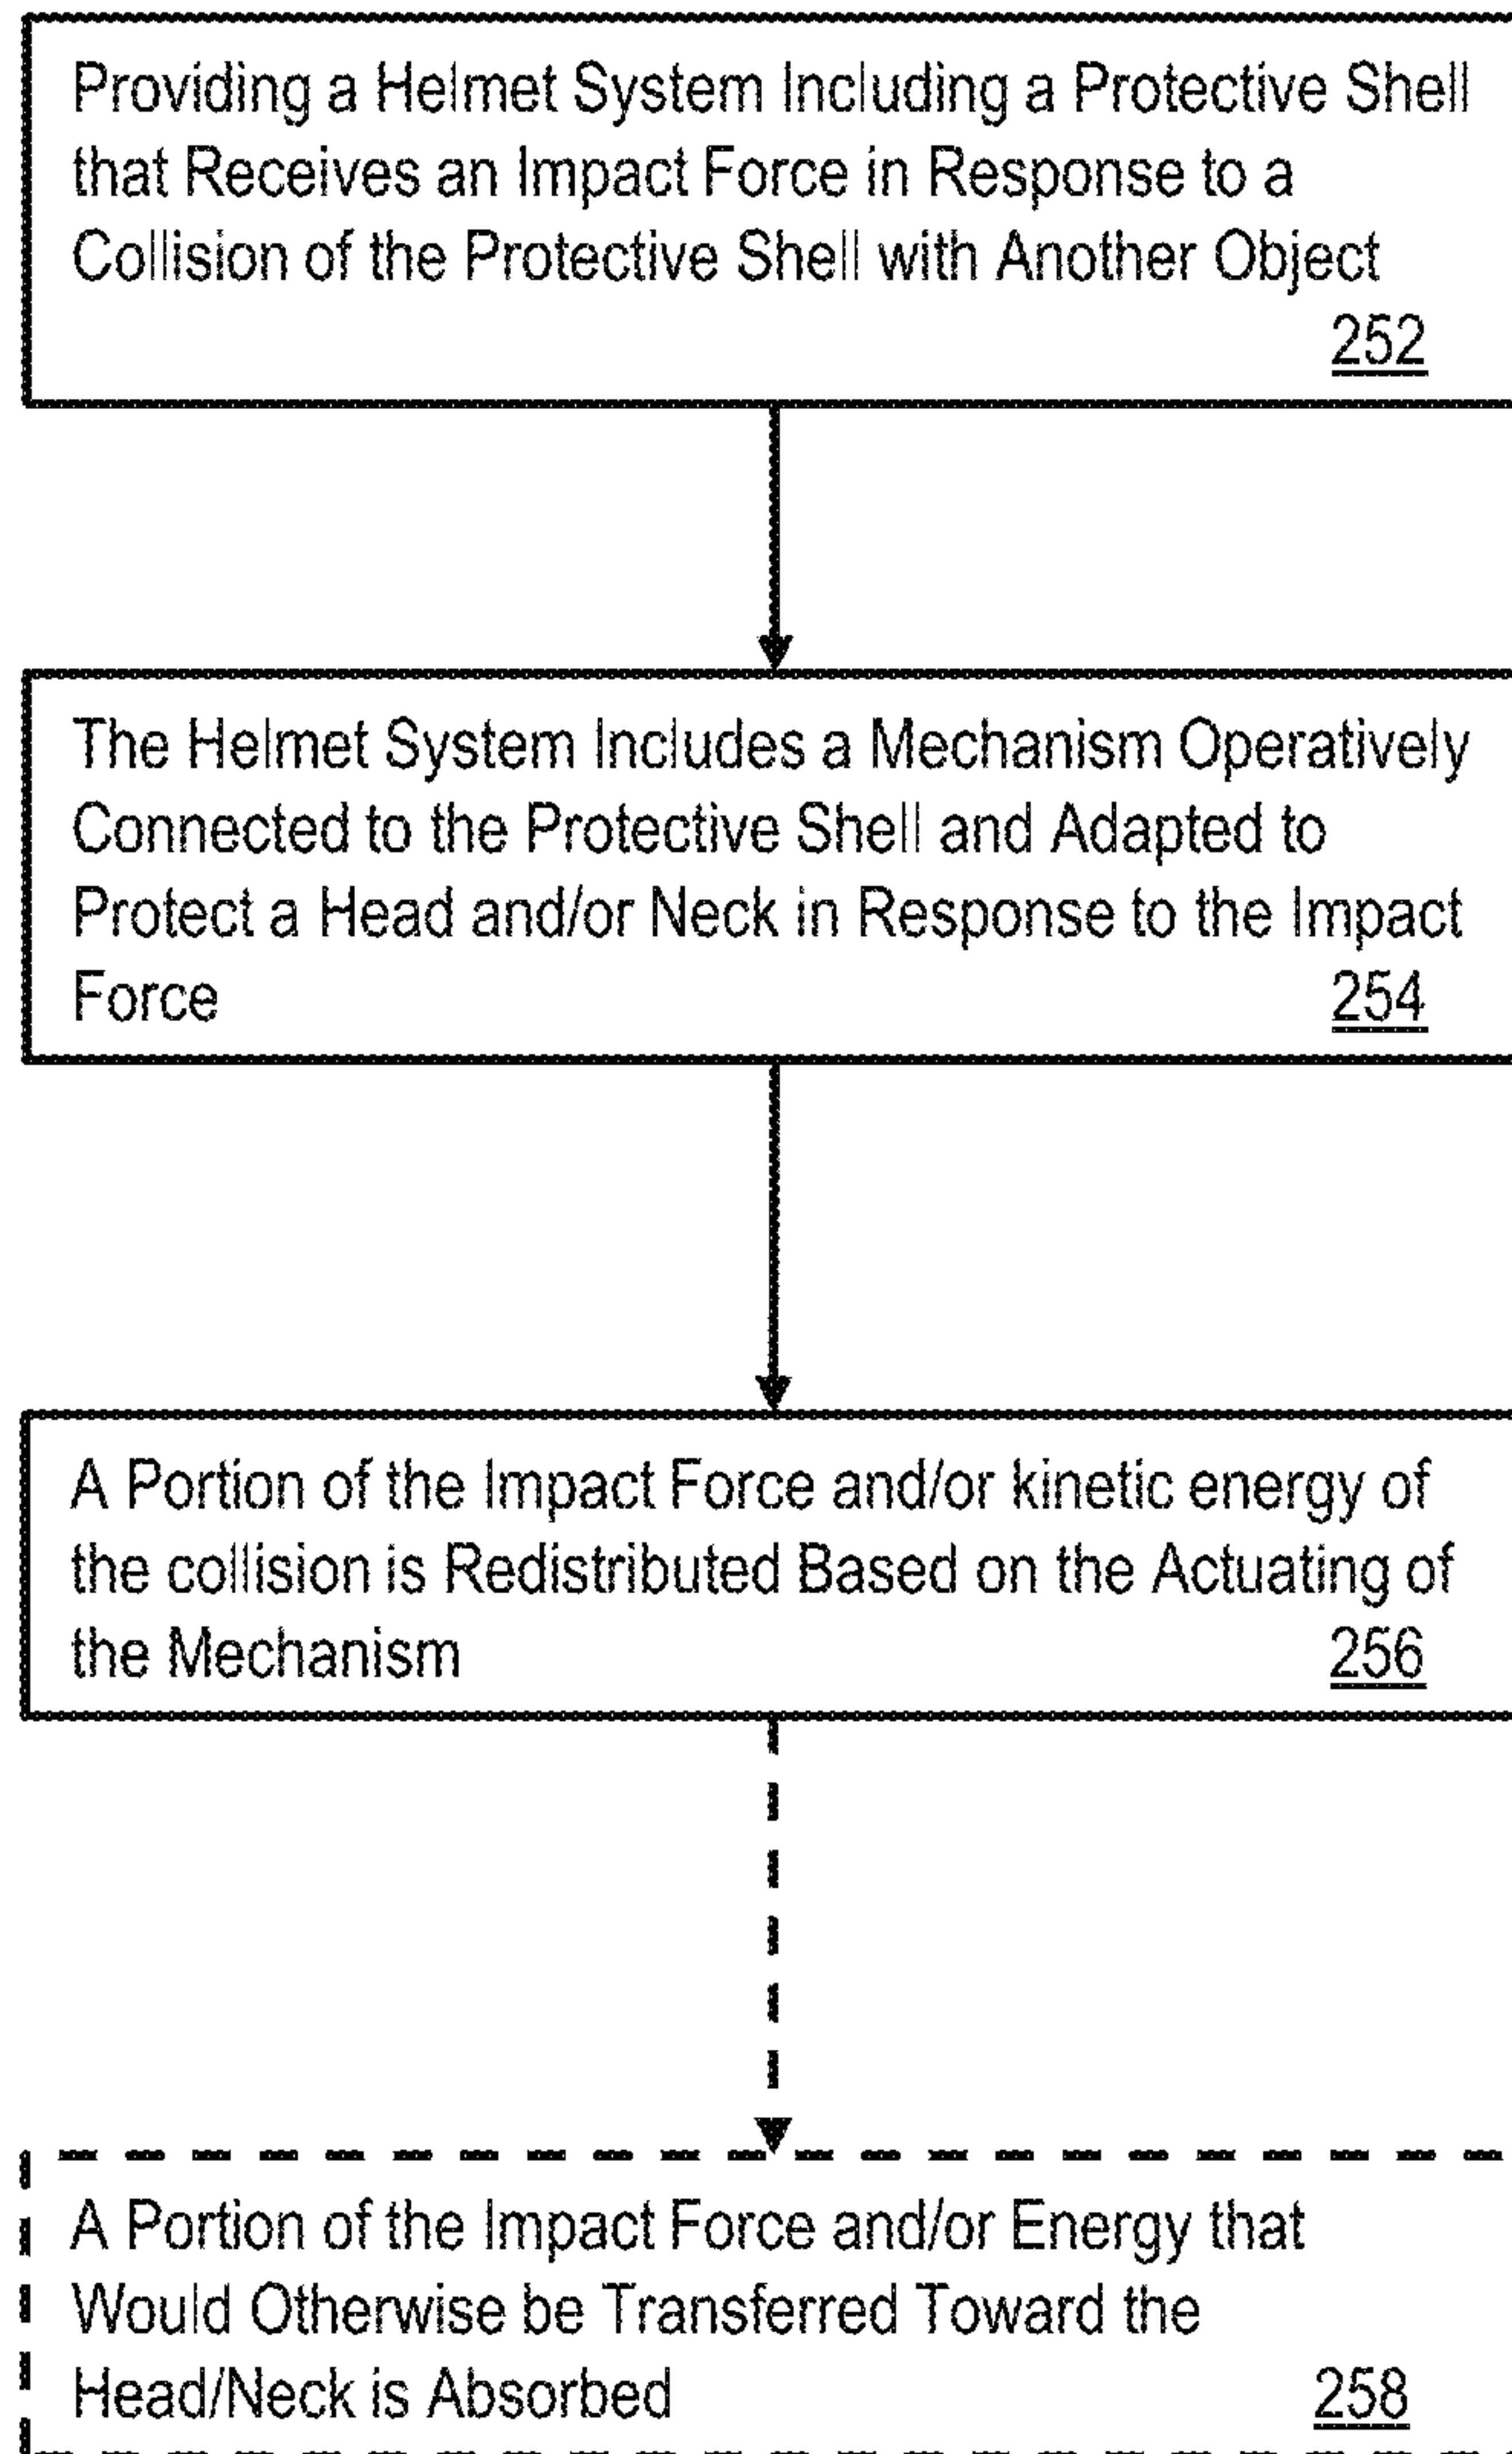 Providing a Helmet System Including a Protective Shell
that Receives an Impact Force in Response to a
Collision of the Protective Shell with Another Object
252
The Helmet System Includes a Mechanism Operatively
Connected to the Protective Shell and Adapted to
Protect a Head and/or Neck in Response to the Impact
Force 254
A Portion of the Impact Force and/or kinetic energy of
the collision is Redistributed Based on the Actuating of
the Mechanism 256
A Portion of the Impact Force and/or Energy that
Would Otherwise be Transferred Toward the
Head/Neck is Absorbed 258